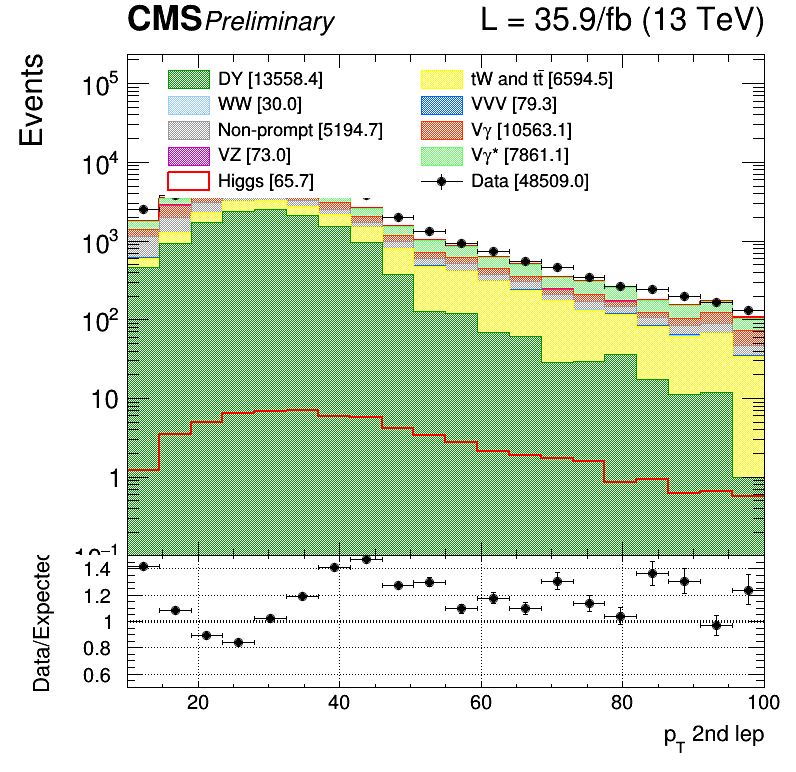 CMS Preliminary L = 35.9/fb (13 TeV)
Events
DY [13558.4]
WW [30.0]
Non-prompt [5194.7]
VZ [73.0]
Higgs [65.7]
tW and tt̄ [6594.5]
VVV [79.3]
Vγ [10563.1]
Vγ* [7861.1]
Data [48509.0]
10⁵
10⁴
10³
10²
10
1
10⁻¹
Data/Expected
1.4
1.2
1
0.8
0.6
20 40 60 80 100
p_T 2nd lep